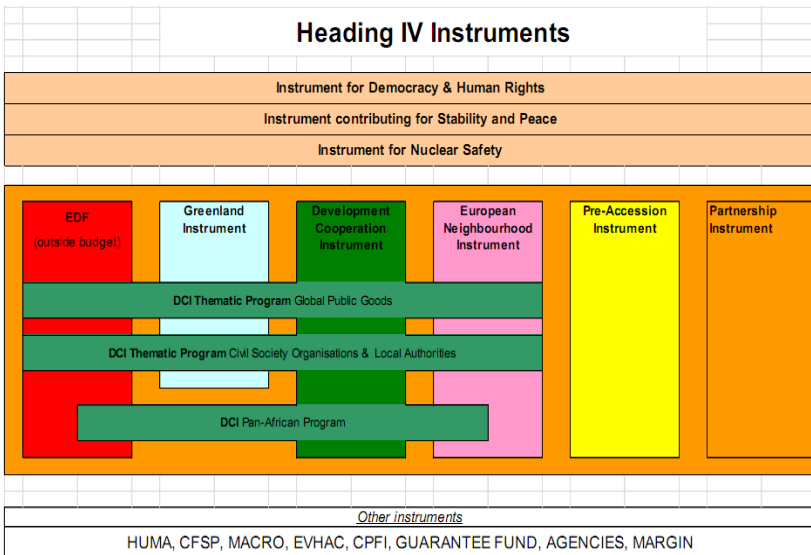 Heading IV Instruments
Instrument for Democracy & Human Rights
Instrument contributing for Stability and Peace
Instrument for Nuclear Safety
EDF
(outside budget)
Greenland
Instrument
Development
Cooperation
Instrument
European
Neighbourhood
Instrument
Pre-Accession
Instrument
Partnership
Instrument
DCI Thematic Program Global Public Goods
DCI Thematic Program Civil Society Organisations & Local Authorities
DCI Pan-African Program
Other instruments
HUMA, CFSP, MACRO, EVHAC, CPFI, GUARANTEE FUND, AGENCIES, MARGIN